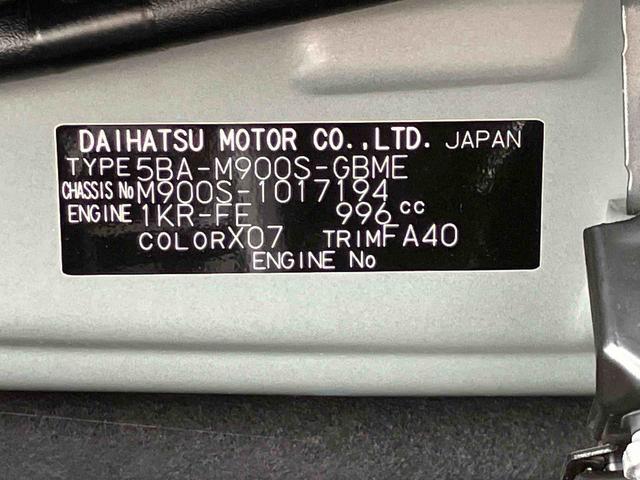 DAIHATSU MOTOR CO.,LTD. JAPAN
TYPE 5BA-M900S-GBME
CHASSIS No M900S-1017194
ENGINE 1KR-FE 996 cc
COLOR X07 TRIM FA40
ENGINE No